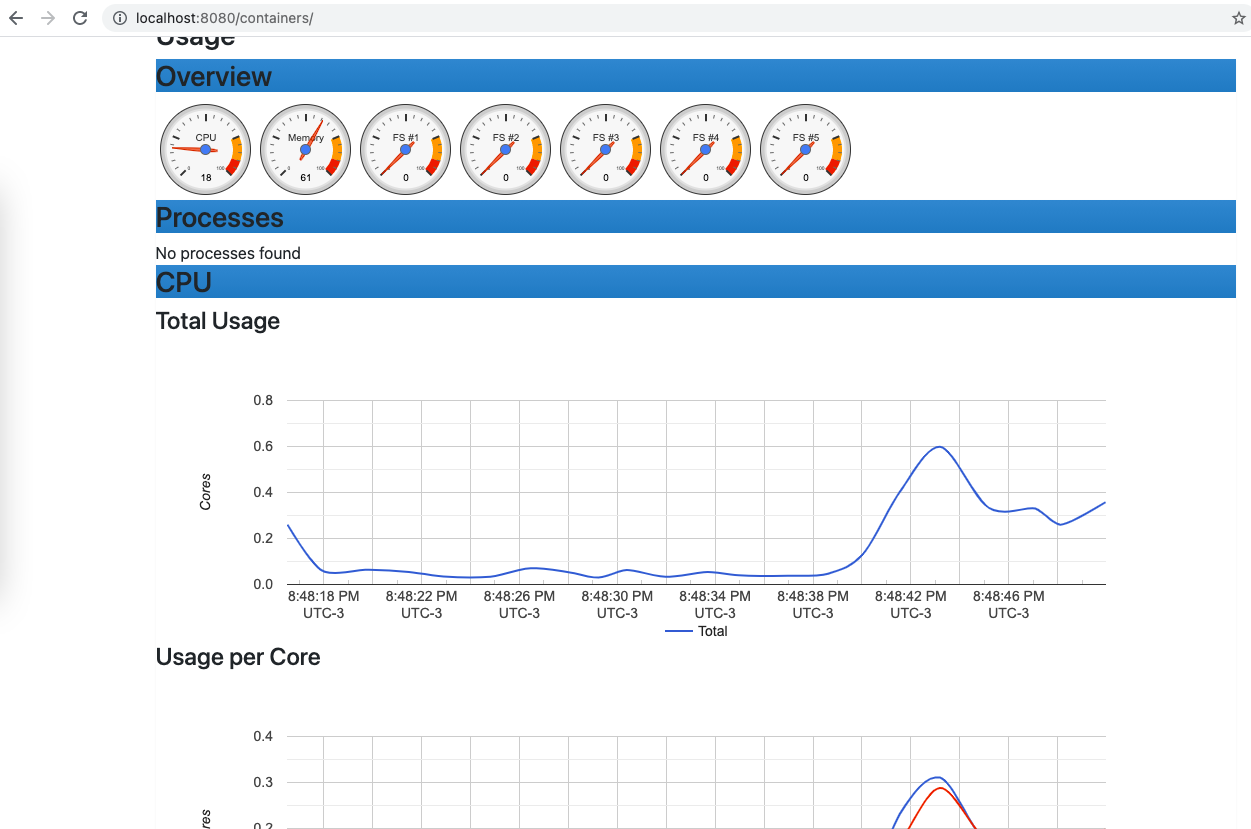 localhost:8080/containers/
Usage
Overview
CPU Memory FS #1 FS #2 FS #3 FS #4 FS #5
0 100 0 100 0 100 0 100 0 100 0 100 0 100
18 61 0 0 0 0 0
Processes
No processes found
CPU
Total Usage
0.8
0.6
0.4
0.2
0.0
Cores
8:48:18 PM 8:48:22 PM 8:48:26 PM 8:48:30 PM 8:48:34 PM 8:48:38 PM 8:48:42 PM 8:48:46 PM
UTC-3 UTC-3 UTC-3 UTC-3 UTC-3 UTC-3 UTC-3 UTC-3
Total
Usage per Core
0.4
0.3
0.2
res